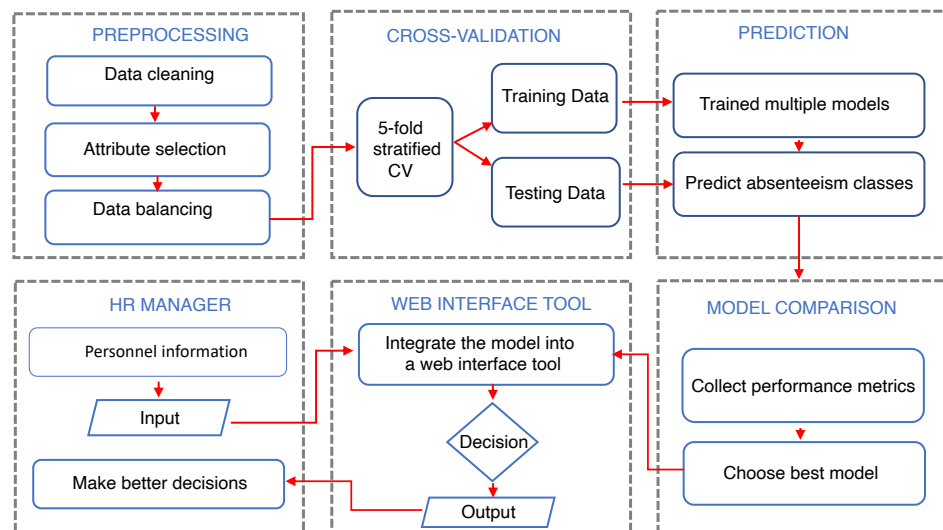 PREPROCESSING
Data cleaning
Attribute selection
Data balancing
CROSS-VALIDATION
5-fold
stratified
CV
Training Data
Testing Data
PREDICTION
Trained multiple models
Predict absenteeism classes
HR MANAGER
Personnel information
Input
Make better decisions
WEB INTERFACE TOOL
Integrate the model into
a web interface tool
Decision
Output
MODEL COMPARISON
Collect performance metrics
Choose best model